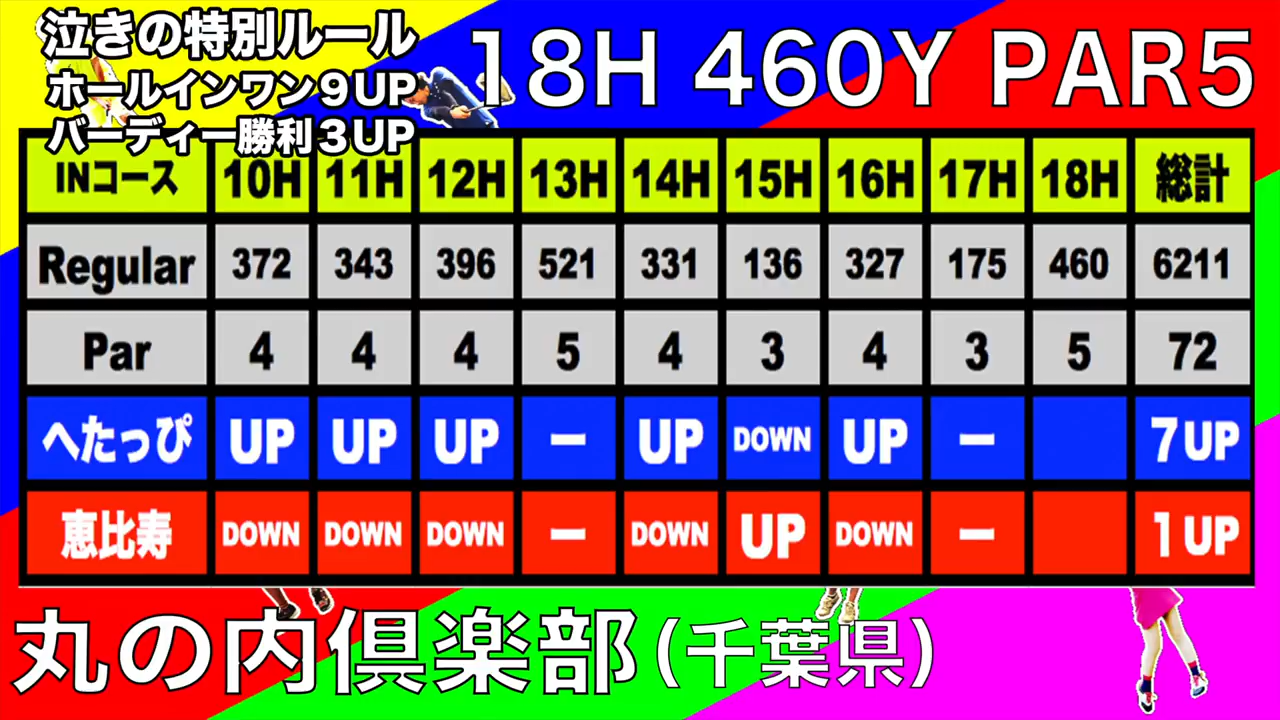 泣きの特別ルール
ホールインワン9UP
バーディー勝利3UP
18H 460Y PAR5
INコース 10H 11H 12H 13H 14H 15H 16H 17H 18H 総計
Regular 372 343 396 521 331 136 327 175 460 6211
Par 4 4 4 5 4 3 4 3 5 72
へたっぴ UP UP UP ー UP DOWN UP ー 7UP
恵比寿 DOWN DOWN DOWN ー DOWN UP DOWN ー 1UP
丸の内倶楽部(千葉県)